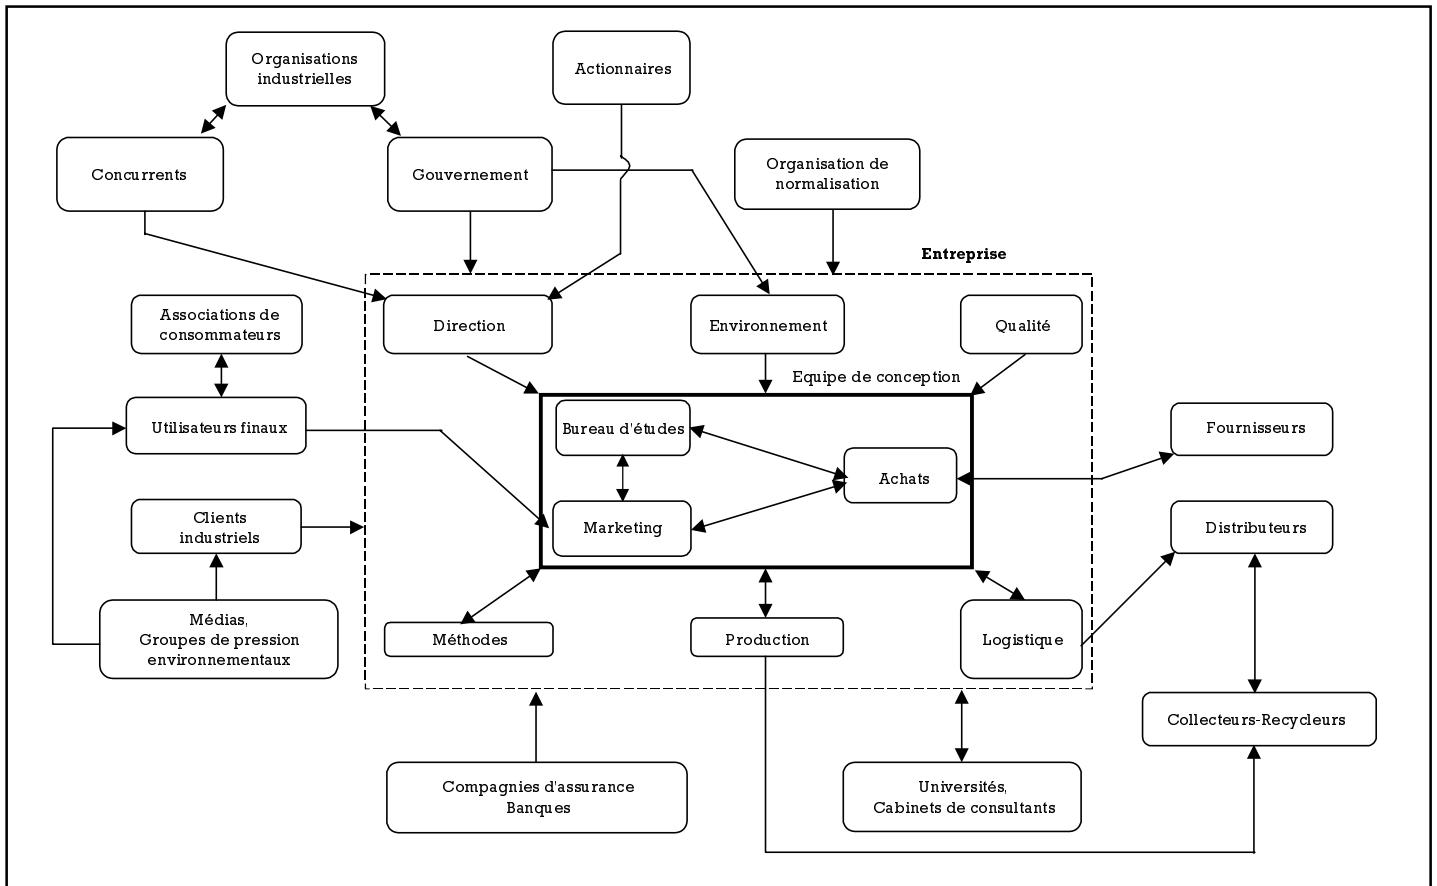 Organisations
industrielles
Actionnaires
Concurrents
Gouvernement
Organisation de
normalisation
Entreprise
Associations de
consommateurs
Direction
Environnement
Qualité
Equipe de conception
Utilisateurs finaux
Bureau d'études
Achats
Fournisseurs
Clients
industriels
Marketing
Distributeurs
Médias,
Groupes de pression
environnementaux
Méthodes
Production
Logistique
Collecteurs-Recycleurs
Compagnies d'assurance
Banques
Universités,
Cabinets de consultants